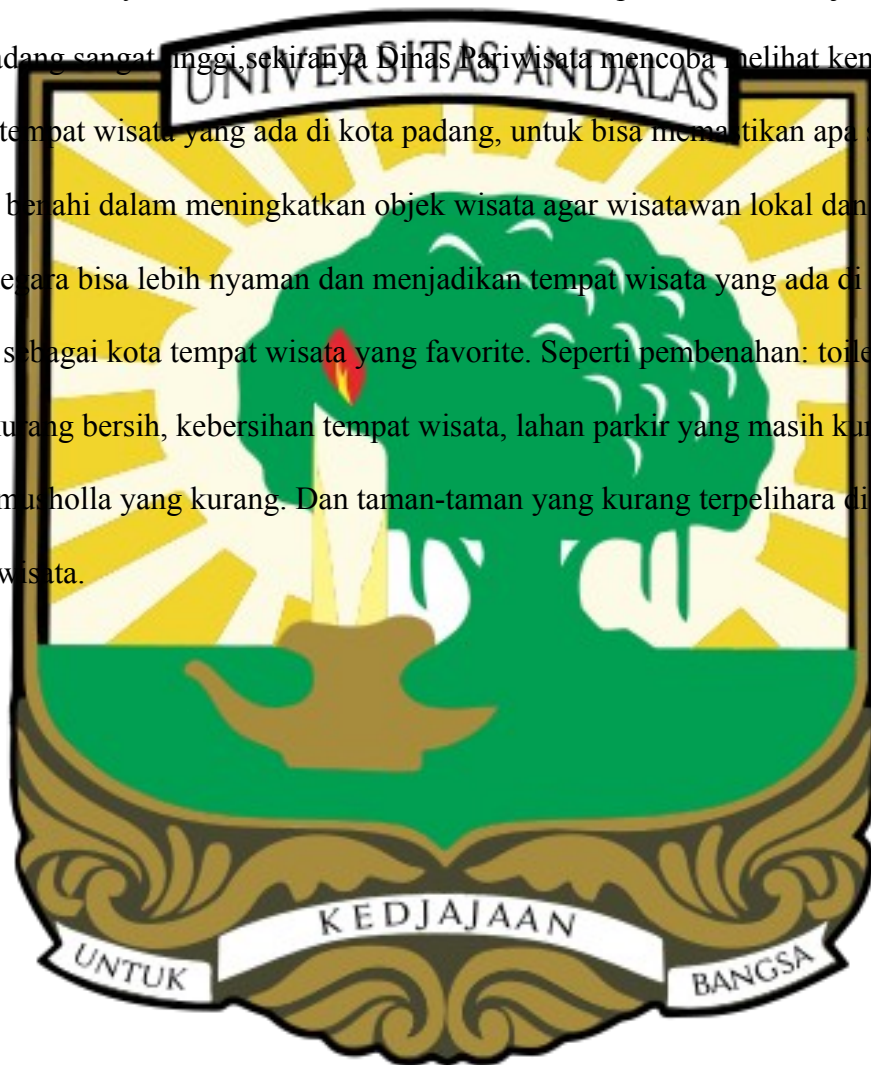 adang sangat tinggi,sekiranya Dinas Pariwisata mencoba melihat ken
UNIVERSITAS ANDALAS
tempat wisata yang ada di kota padang, untuk bisa memastikan apa
benahi dalam meningkatkan objek wisata agar wisatawan lokal dan
egara bisa lebih nyaman dan menjadikan tempat wisata yang ada di
sebagai kota tempat wisata yang favorite. Seperti pembenahan: toile
kurang bersih, kebersihan tempat wisata, lahan parkir yang masih kur
musholla yang kurang. Dan taman-taman yang kurang terpelihara di
wisata.
KEDJAJAAN
UNTUK
BANGSA